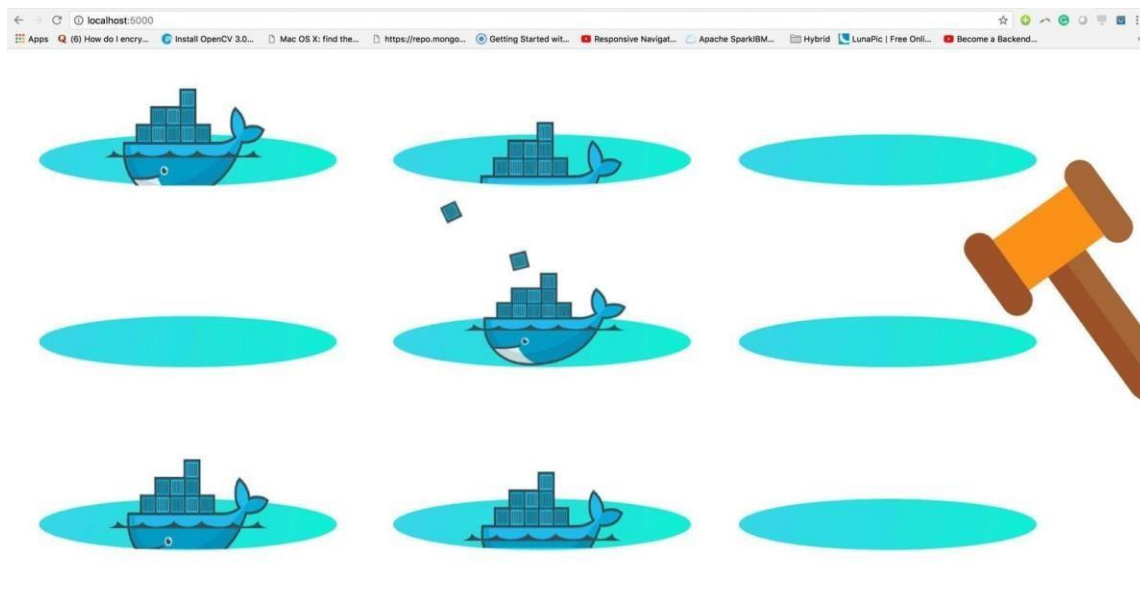 localhost:5000
Apps (6) How do I encry... Install OpenCV 3.0... Mac OS X: find the... https://repo.mongo... Getting Started wit... Responsive Navigat... Apache SparkIBM... Hybrid LunaPic | Free Onli... Become a Backend...